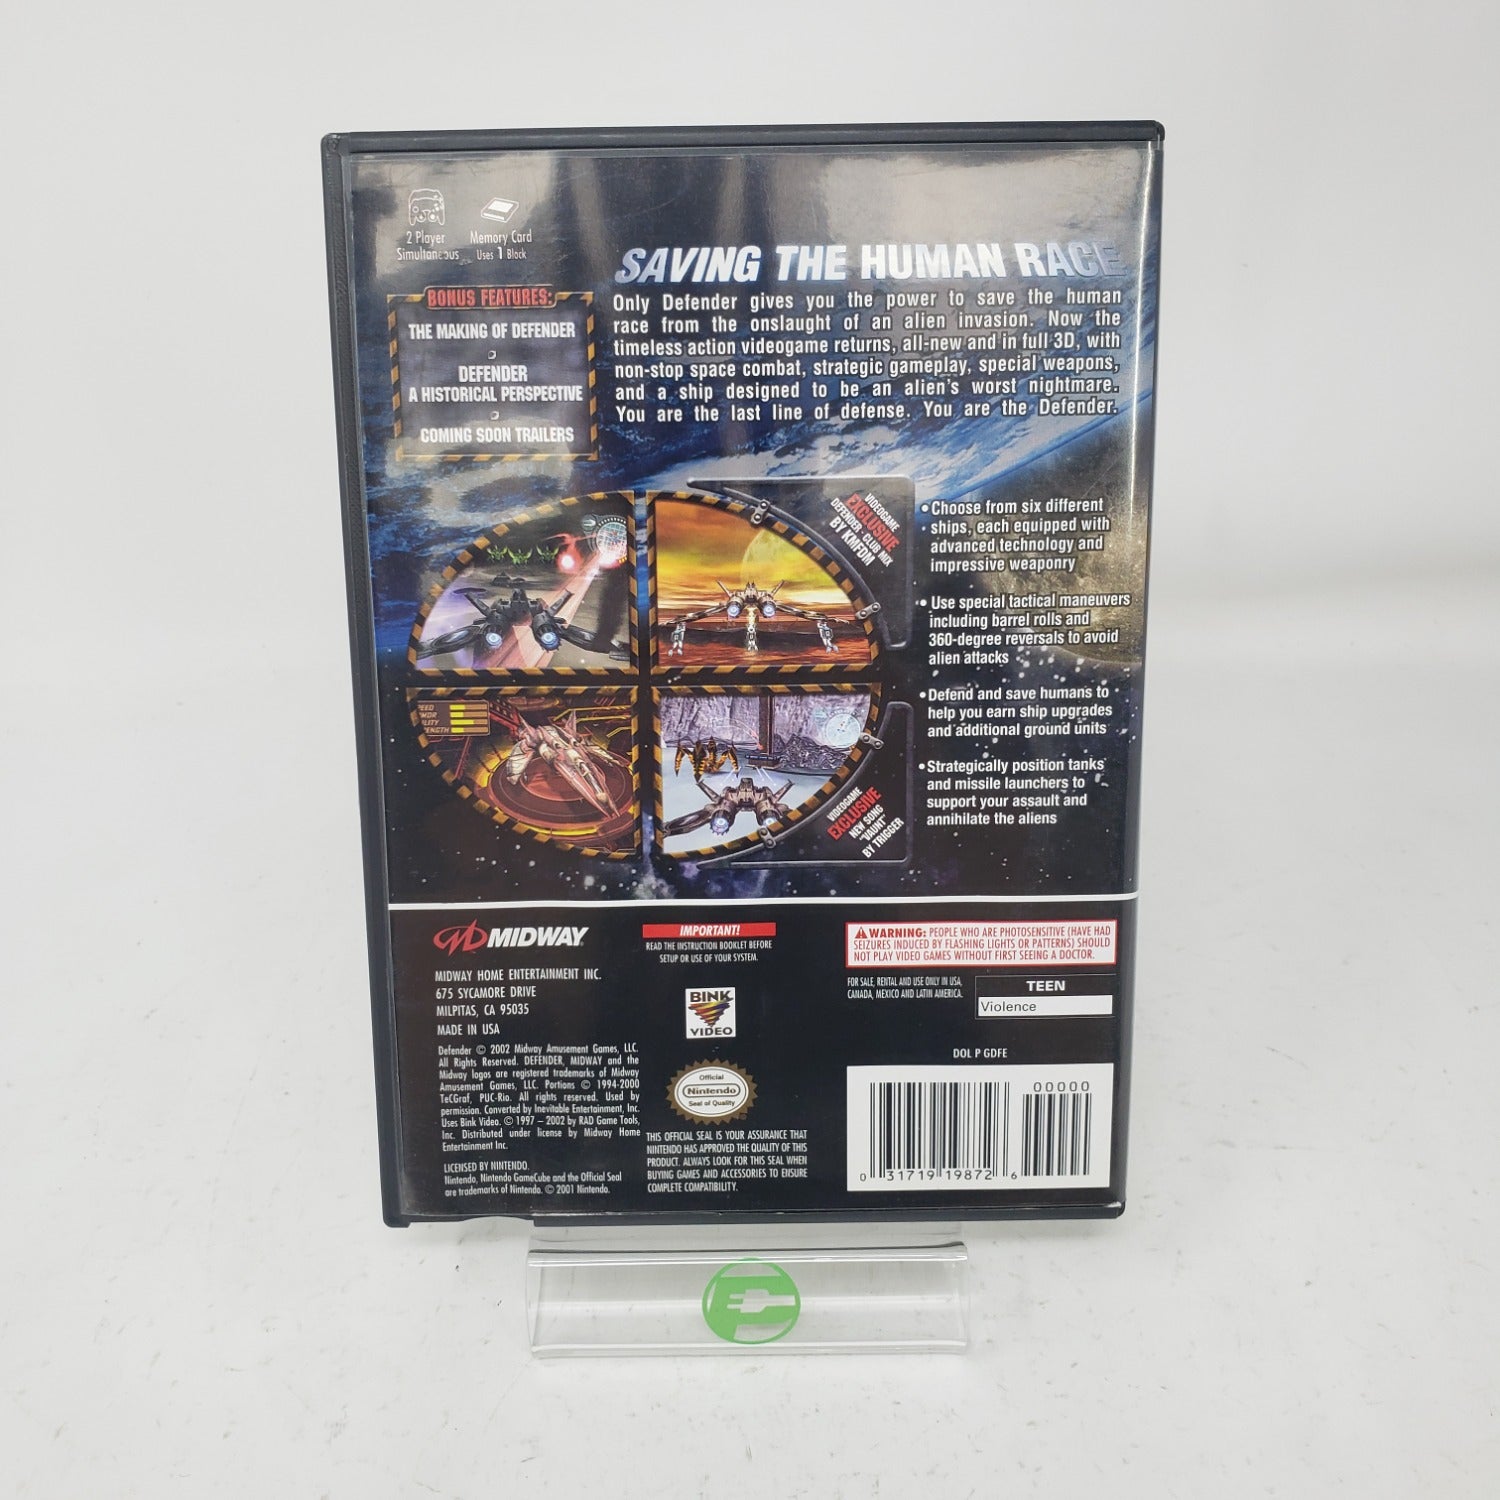 2 Player
Simultaneous
Memory Card
Uses 1 Block
SAVING THE HUMAN RACE
Only Defender gives you the power to save the human
race from the onslaught of an alien invasion. Now the
timeless action videogame returns, all-new and in full 3D, with
non-stop space combat, strategic gameplay, special weapons,
and a ship designed to be an alien's worst nightmare.
You are the last line of defense. You are the Defender.
BONUS FEATURES:
THE MAKING OF DEFENDER
DEFENDER
A HISTORICAL PERSPECTIVE
COMING SOON TRAILERS
VIDEOGAME
EXCLUSIVE
DEFENDER CLUB MIX
BY KMFDM
•Choose from six different
ships, each equipped with
advanced technology and
impressive weaponry
•Use special tactical maneuvers
including barrel rolls and
360-degree reversals to avoid
alien attacks
•Defend and save humans to
help you earn ship upgrades
and additional ground units
•Strategically position tanks
and missile launchers to
support your assault and
annihilate the aliens
VIDEOGAME
EXCLUSIVE
NEW SONG
"VAUNT"
BY TRIGGER
MIDWAY
MIDWAY HOME ENTERTAINMENT INC.
675 SYCAMORE DRIVE
MILPITAS, CA 95035
MADE IN USA
Defender © 2002 Midway Amusement Games, LLC.
All Rights Reserved. DEFENDER, MIDWAY and the
Midway logos are registered trademarks of Midway
Amusement Games, LLC. Portions © 1994-2000
TeCGraf, PUC-Rio. All rights reserved. Used by
permission. Converted by Inevitable Entertainment, Inc.
Uses Bink Video. © 1997 – 2002 by RAD Game Tools,
Inc. Distributed under license by Midway Home
Entertainment Inc.
LICENSED BY NINTENDO.
Nintendo, Nintendo GameCube and the Official Seal
are trademarks of Nintendo. © 2001 Nintendo.
IMPORTANT!
READ THE INSTRUCTION BOOKLET BEFORE
SETUP OR USE OF YOUR SYSTEM.
BINK
VIDEO
Official
Nintendo
Seal of Quality
THIS OFFICIAL SEAL IS YOUR ASSURANCE THAT
NINTENDO HAS APPROVED THE QUALITY OF THIS
PRODUCT. ALWAYS LOOK FOR THIS SEAL WHEN
BUYING GAMES AND ACCESSORIES TO ENSURE
COMPLETE COMPATIBILITY.
WARNING: PEOPLE WHO ARE PHOTOSENSITIVE (HAVE HAD
SEIZURES INDUCED BY FLASHING LIGHTS OR PATTERNS) SHOULD
NOT PLAY VIDEO GAMES WITHOUT FIRST SEEING A DOCTOR.
FOR SALE, RENTAL AND USE ONLY IN USA,
CANADA, MEXICO AND LATIN AMERICA.
TEEN
Violence
DOL P GDFE
00000
0 31719 19872 6